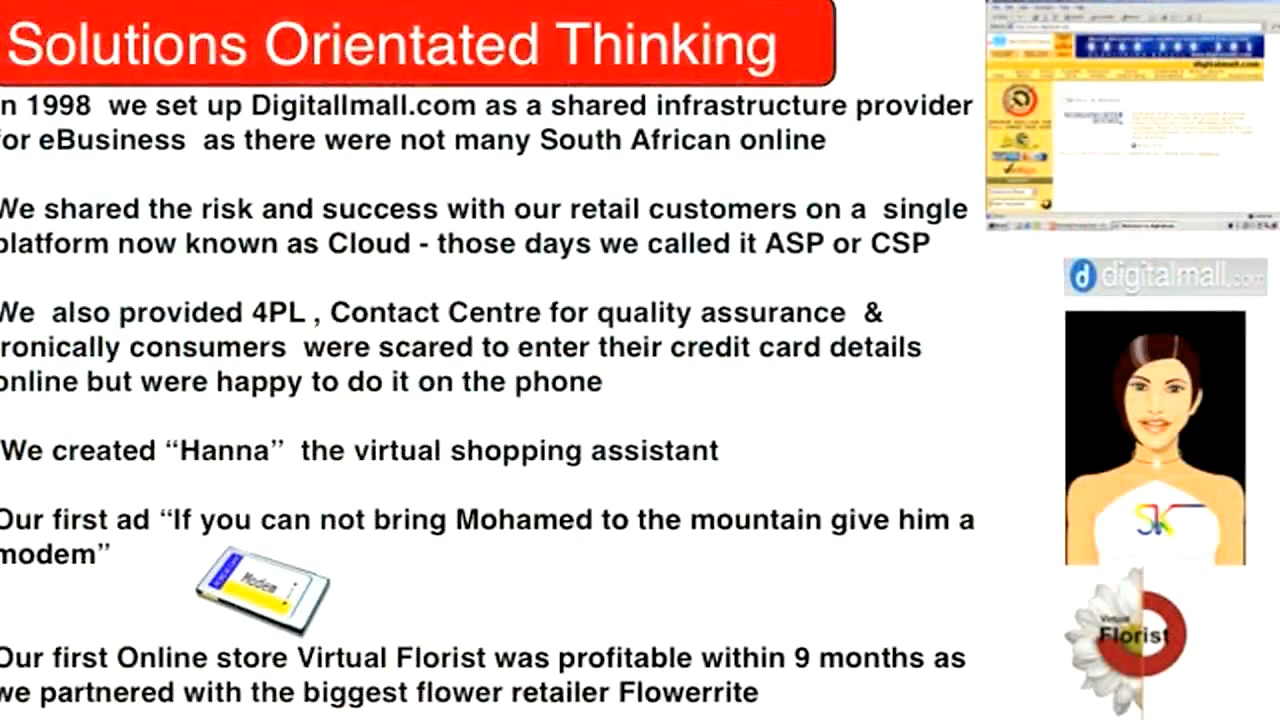 Solutions Orientated Thinking
n 1998 we set up Digitallmall.com as a shared infrastructure provider
for eBusiness as there were not many South African online
We shared the risk and success with our retail customers on a single
platform now known as Cloud - those days we called it ASP or CSP
We also provided 4PL , Contact Centre for quality assurance &
ronically consumers were scared to enter their credit card details
online but were happy to do it on the phone
We created “Hanna” the virtual shopping assistant
Our first ad “If you can not bring Mohamed to the mountain give him a
modem”
Modem
Our first Online store Virtual Florist was profitable within 9 months as
we partnered with the biggest flower retailer Flowerrite
digitalmall.com
d digitalmall.com
SK
Virtual
Florist